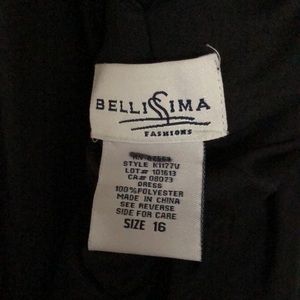 BELLISSIMA
FASHIONS
STYLE K1177U
LOT# 101613
CA# 08073
DRESS
100% POLYESTER
MADE IN CHINA
SEE REVERSE
SIDE FOR CARE
SIZE 16